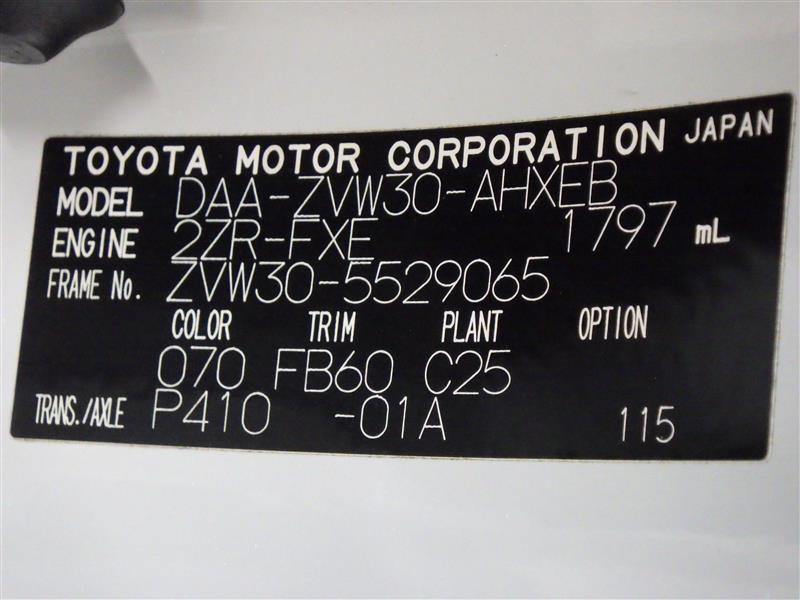 TOYOTA MOTOR CORPORATION JAPAN
MODEL DAA-ZVW30-AHXEB
ENGINE 2ZR-FXE 1797 mL
FRAME No. ZVW30-5529065
COLOR TRIM PLANT OPTION
070 FB60 C25
TRANS./AXLE P410 -01A 115